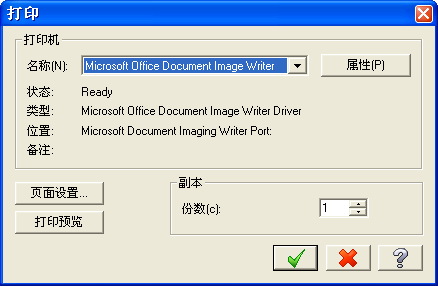 打印
打印机
名称(N): Microsoft Office Document Image Writer 属性(P)
状态: Ready
类型: Microsoft Office Document Image Writer Driver
位置: Microsoft Document Imaging Writer Port:
备注:
页面设置...
打印预览
副本
份数(c): 1